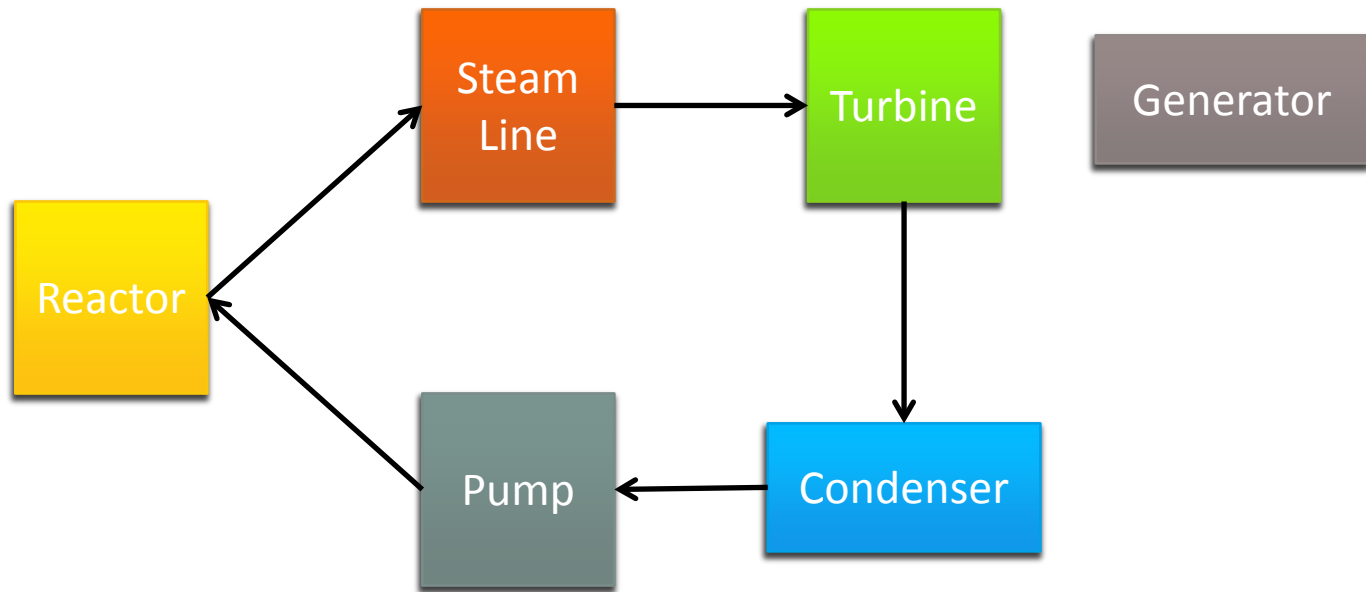 Steam
Line
Turbine
Generator
Reactor
Pump
Condenser